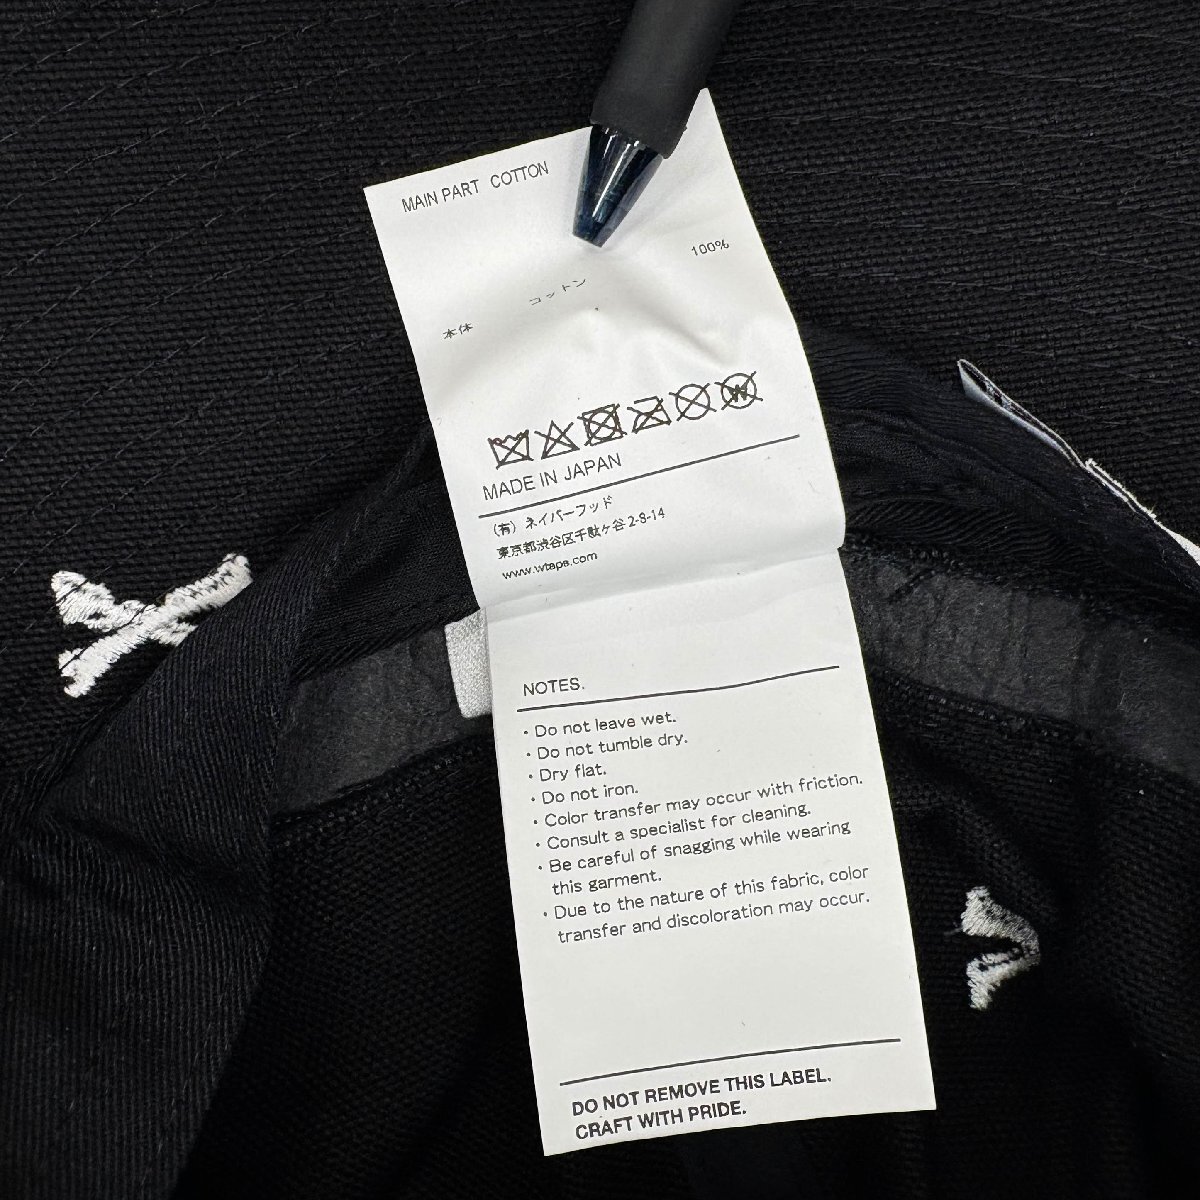 MAIN PART COTTON
100%
コットン
本体
MADE IN JAPAN
(有) ネイバーフッド
東京都渋谷区千駄ヶ谷 2-9-14
www.wtaps.com
NOTES.
・Do not leave wet.
・Do not tumble dry.
・Dry flat.
・Do not iron.
・Color transfer may occur with friction.
・Consult a specialist for cleaning.
・Be careful of snagging while wearing
this garment.
・Due to the nature of this fabric, color
transfer and discoloration may occur.
DO NOT REMOVE THIS LABEL.
CRAFT WITH PRIDE.